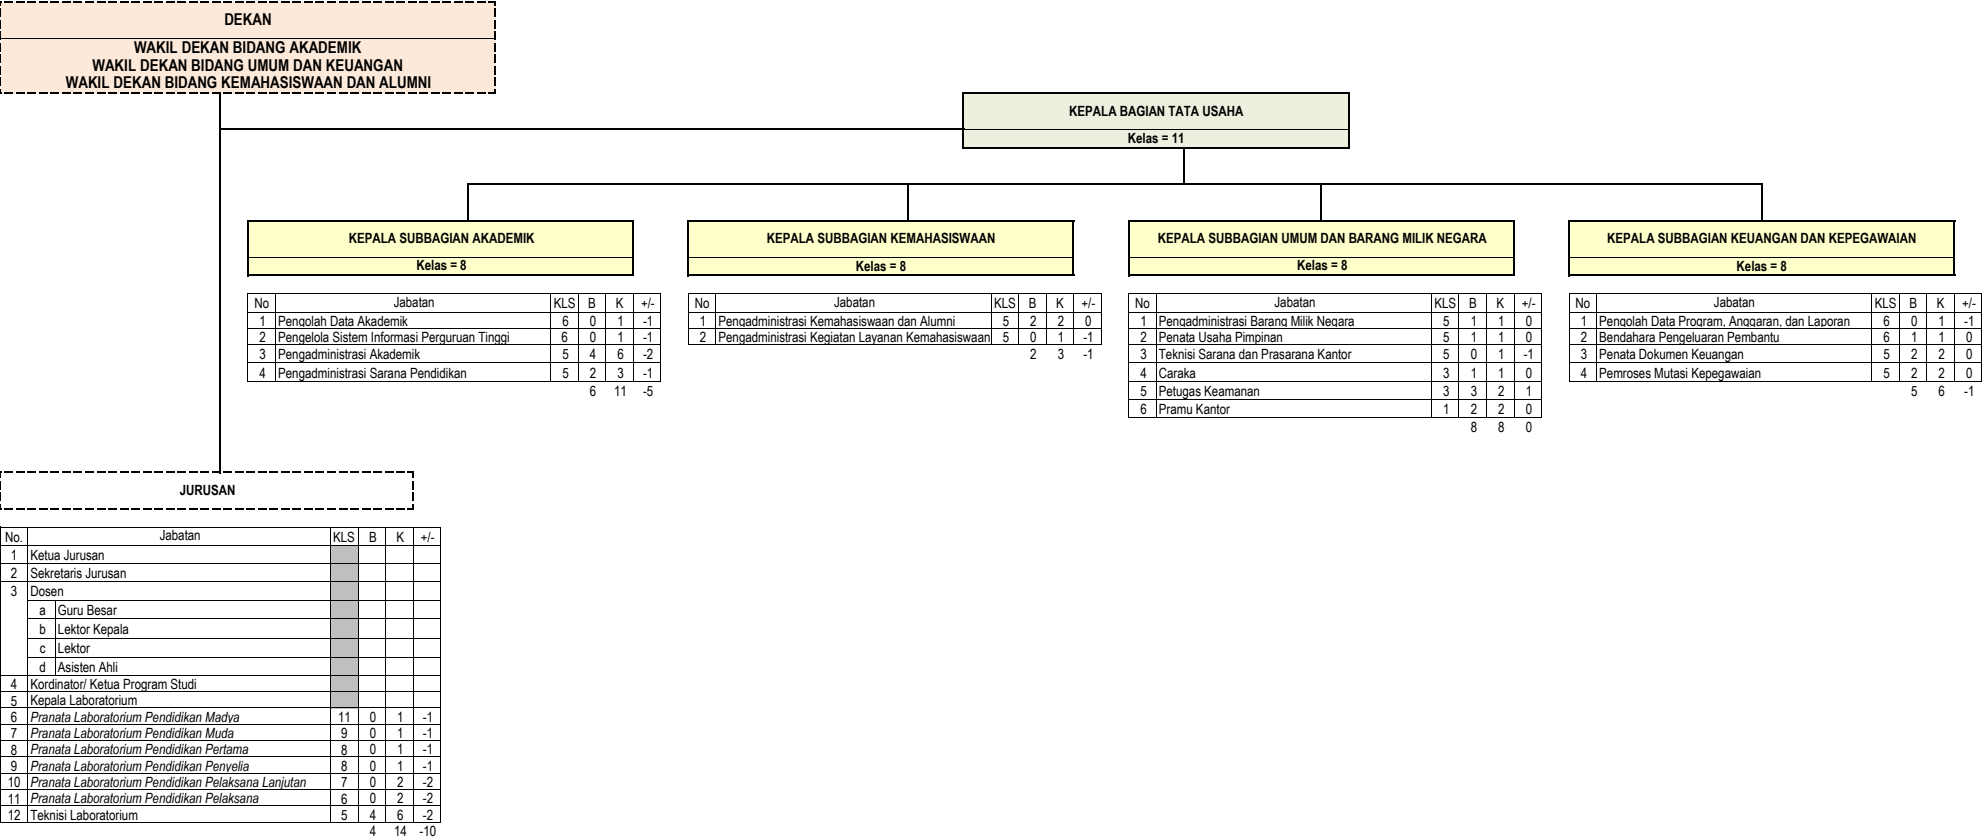 DEKAN
WAKIL DEKAN BIDANG AKADEMIK
WAKIL DEKAN BIDANG UMUM DAN KEUANGAN
WAKIL DEKAN BIDANG KEMAHASISWAAN DAN ALUMNI
KEPALA BAGIAN TATA USAHA
Kelas = 11
KEPALA SUBBAGIAN AKADEMIK
Kelas = 8
No Jabatan KLS B K +/-
1 Pengolah Data Akademik 6 0 1 -1
2 Pengelola Sistem Informasi Perguruan Tinggi 6 0 1 -1
3 Pengadministrasi Akademik 5 4 6 -2
4 Pengadministrasi Sarana Pendidikan 5 2 3 -1
6 11 -5
KEPALA SUBBAGIAN KEMAHASISWAAN
Kelas = 8
No Jabatan KLS B K +/-
1 Pengadministrasi Kemahasiswaan dan Alumni 5 2 2 0
2 Pengadministrasi Kegiatan Layanan Kemahasiswaan 5 0 1 -1
2 3 -1
KEPALA SUBBAGIAN UMUM DAN BARANG MILIK NEGARA
Kelas = 8
No Jabatan KLS B K +/-
1 Pengadministrasi Barang Milik Negara 5 1 1 0
2 Penata Usaha Pimpinan 5 1 1 0
3 Teknisi Sarana dan Prasarana Kantor 5 0 1 -1
4 Caraka 3 1 1 0
5 Petugas Keamanan 3 3 2 1
6 Pramu Kantor 1 2 2 0
8 8 0
KEPALA SUBBAGIAN KEUANGAN DAN KEPEGAWAIAN
Kelas = 8
No Jabatan KLS B K +/-
1 Pengolah Data Program, Anggaran, dan Laporan 6 0 1 -1
2 Bendahara Pengeluaran Pembantu 6 1 1 0
3 Penata Dokumen Keuangan 5 2 2 0
4 Pemroses Mutasi Kepegawaian 5 2 2 0
5 6 -1
JURUSAN
No. Jabatan KLS B K +/-
1 Ketua Jurusan
2 Sekretaris Jurusan
3 Dosen
a Guru Besar
b Lektor Kepala
c Lektor
d Asisten Ahli
4 Kordinator/ Ketua Program Studi
5 Kepala Laboratorium
6 Pranata Laboratorium Pendidikan Madya 11 0 1 -1
7 Pranata Laboratorium Pendidikan Muda 9 0 1 -1
8 Pranata Laboratorium Pendidikan Pertama 8 0 1 -1
9 Pranata Laboratorium Pendidikan Penyelia 8 0 1 -1
10 Pranata Laboratorium Pendidikan Pelaksana Lanjutan 7 0 2 -2
11 Pranata Laboratorium Pendidikan Pelaksana 6 0 2 -2
12 Teknisi Laboratorium 5 4 6 -2
4 14 -10